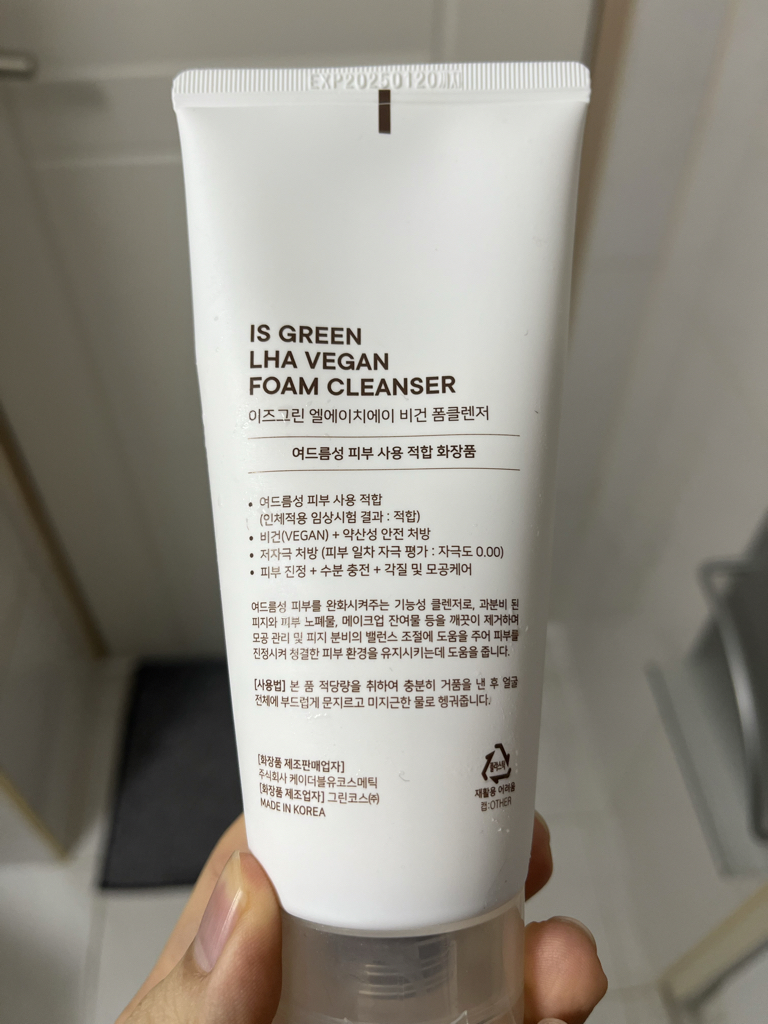 EXP20250120
IS GREEN
LHA VEGAN
FOAM CLEANSER
이즈그린 엘에이치에이 비건 폼클렌저
여드름성 피부 사용 적합 화장품
• 여드름성 피부 사용 적합
(인체적용 임상시험 결과 : 적합)
• 비건(VEGAN) + 약산성 안전 처방
• 저자극 처방 (피부 일차 자극 평가 : 자극도 0.00)
• 피부 진정 + 수분 충전 + 각질 및 모공케어
여드름성 피부를 완화시켜주는 기능성 클렌저로, 과분비 된
피지와 피부 노폐물, 메이크업 잔여물 등을 깨끗이 제거하여
모공 관리 및 피지 분비의 밸런스 조절에 도움을 주어 피부를
진정시켜 청결한 피부 환경을 유지시키는데 도움을 줍니다.
[사용법] 본 품 적당량을 취하여 충분히 거품을 낸 후 얼굴
전체에 부드럽게 문지르고 미지근한 물로 헹궈줍니다.
[화장품 제조판매업자]
주식회사 케이더블유코스메틱
[화장품 제조업자] 그린코스㈜
MADE IN KOREA
플라스틱
재활용 어려움
캡:OTHER